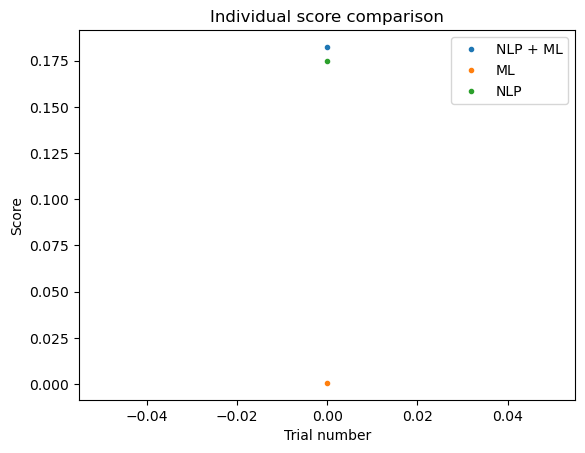 Individual score comparison
NLP + ML
ML
NLP
Score
0.175
0.150
0.125
0.100
0.075
0.050
0.025
0.000
−0.04
−0.02
0.00
0.02
0.04
Trial number